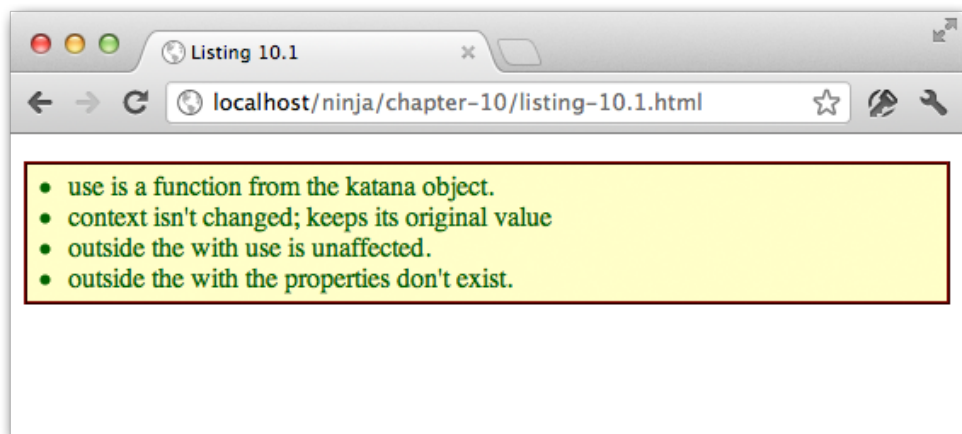 Listing 10.1
localhost/ninja/chapter-10/listing-10.1.html
use is a function from the katana object.
context isn't changed; keeps its original value
outside the with use is unaffected.
outside the with the properties don't exist.